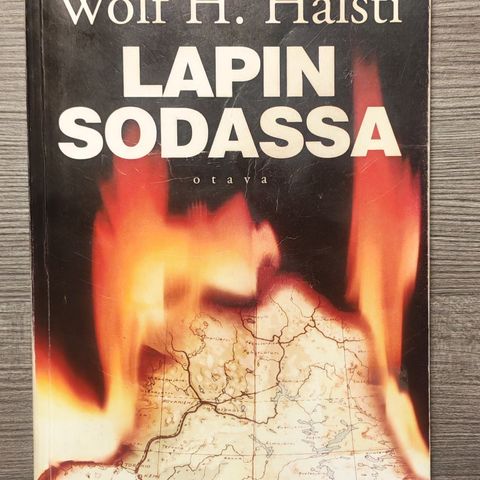 Wolf H. Halsti
LAPIN
SODASSA
otava